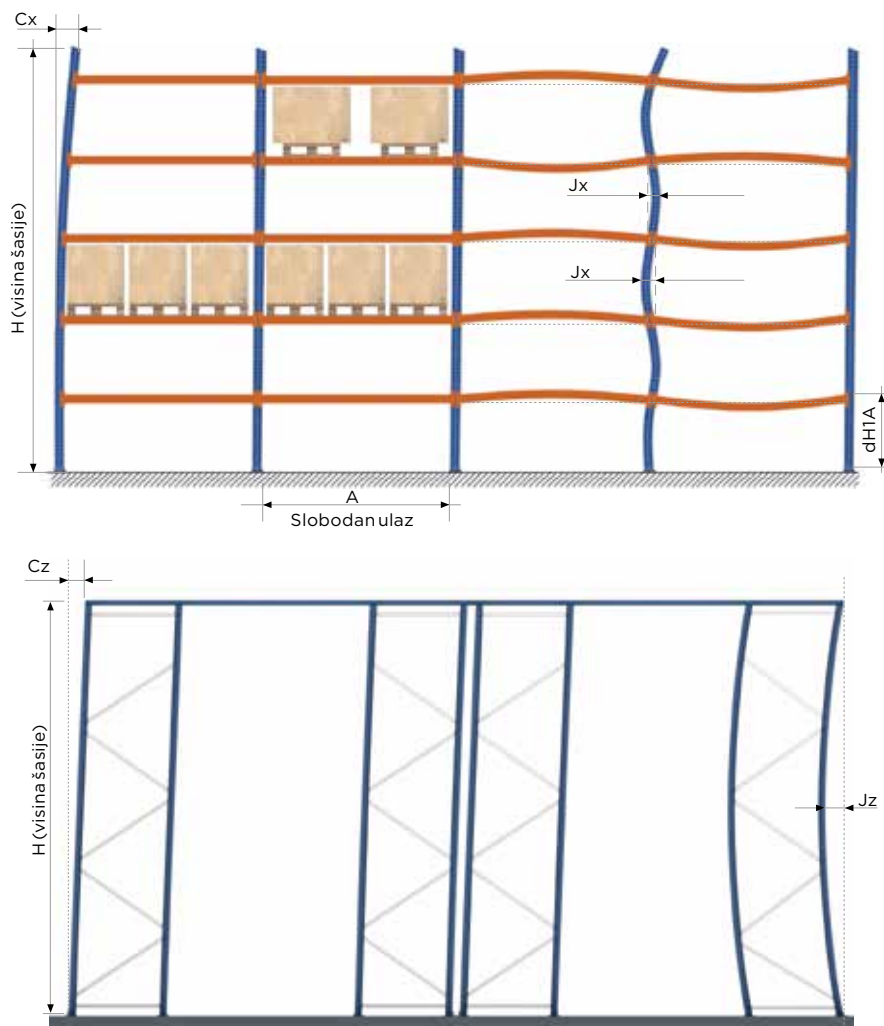 Cx
H (visina šasije)
Jx
Jx
dH1A
A
Slobodan ulaz
Cz
H (visina šasije)
Jz